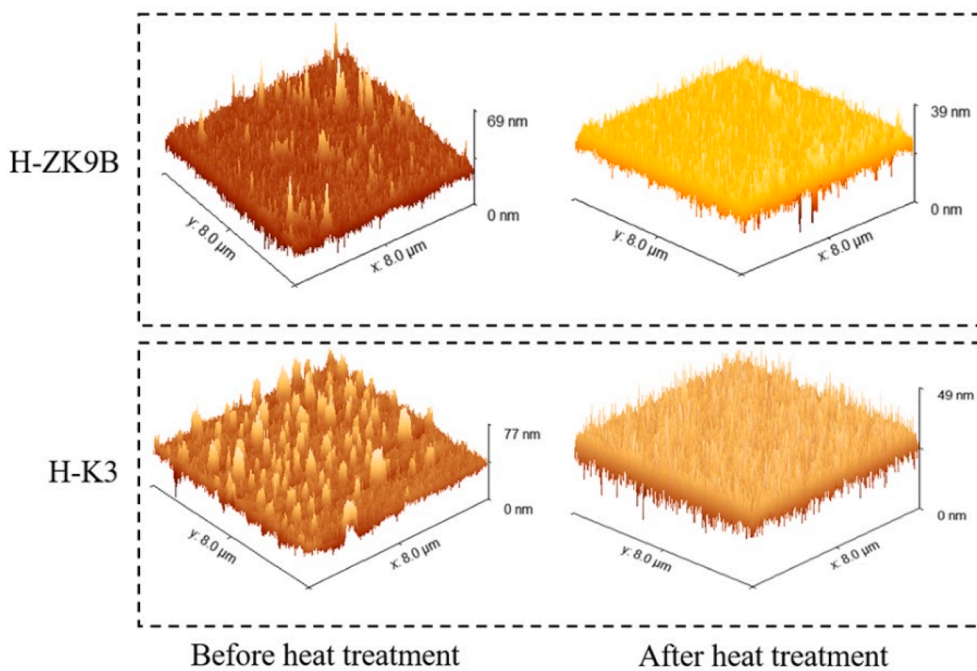 H-ZK9B
69 nm
0 nm
y: 8.0 µm
x: 8.0 µm
39 nm
0 nm
y: 8.0 µm
x: 8.0 µm
H-K3
77 nm
0 nm
y: 8.0 µm
x: 8.0 µm
49 nm
0 nm
y: 8.0 µm
x: 8.0 µm
Before heat treatment
After heat treatment